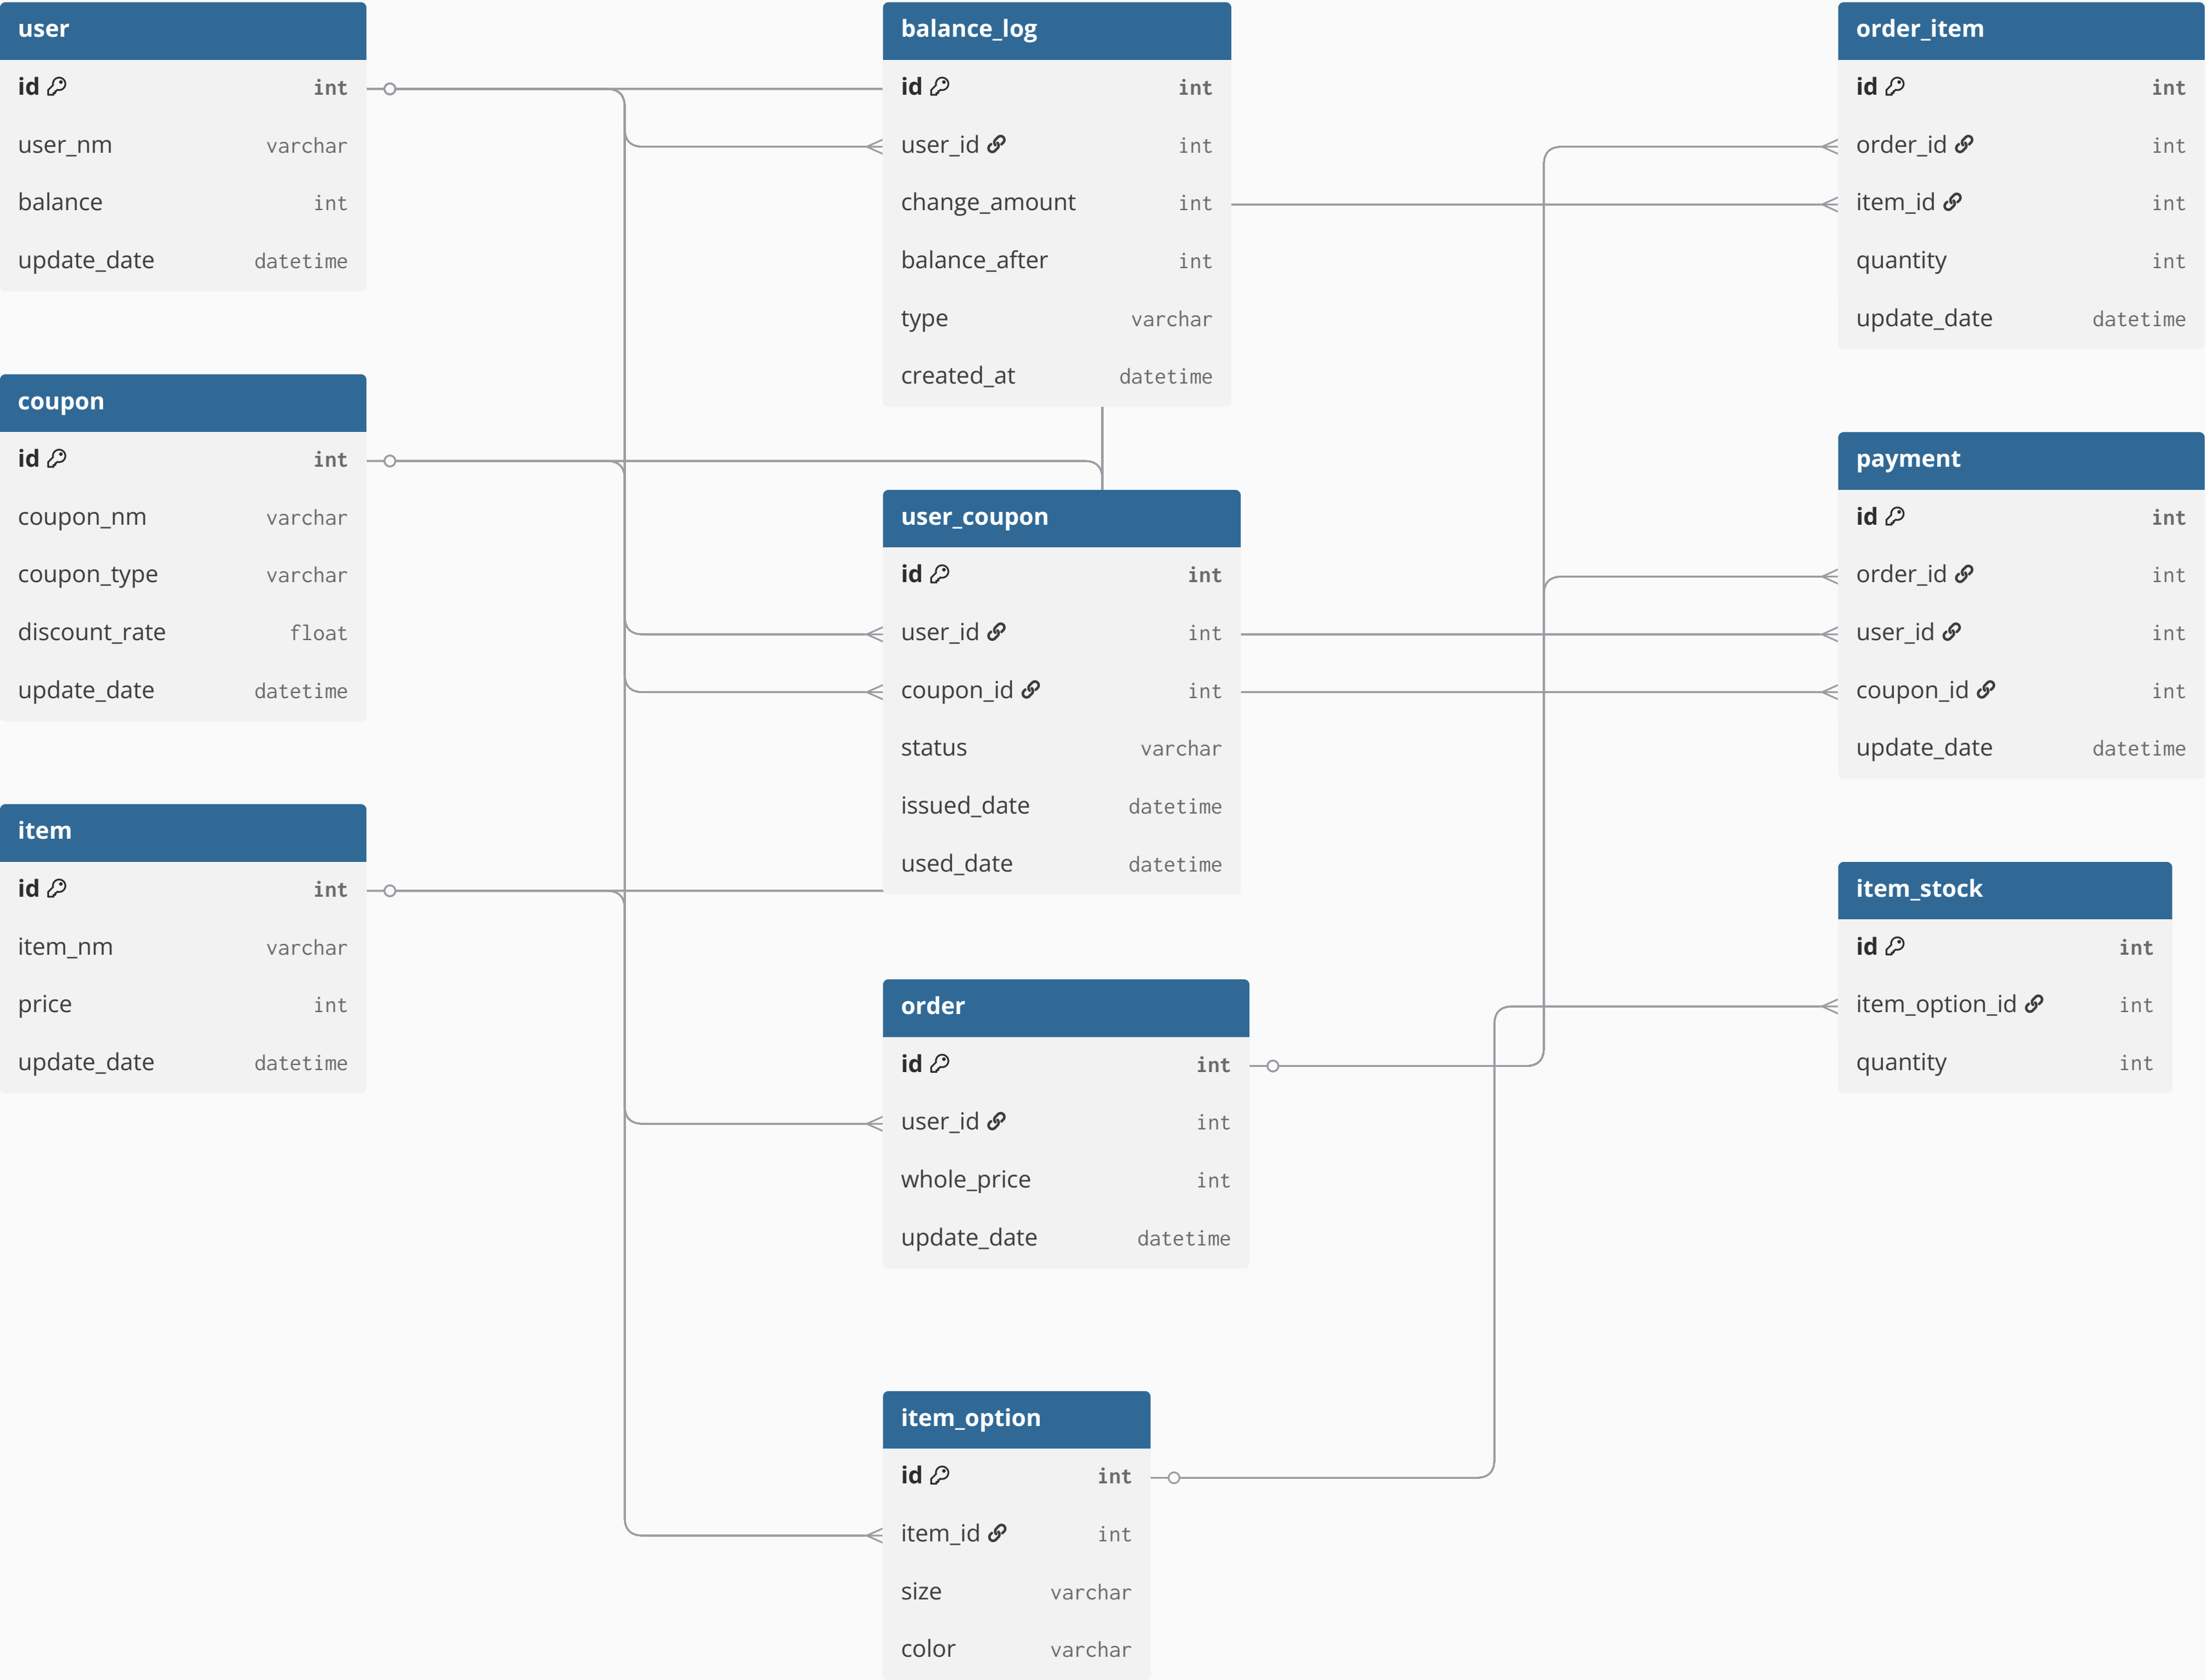 user
id int
user_nm varchar
balance int
update_date datetime
coupon
id int
coupon_nm varchar
coupon_type varchar
discount_rate float
update_date datetime
item
id int
item_nm varchar
price int
update_date datetime
balance_log
id int
user_id int
change_amount int
balance_after int
type varchar
created_at datetime
user_coupon
id int
user_id int
coupon_id int
status varchar
issued_date datetime
used_date datetime
order
id int
user_id int
whole_price int
update_date datetime
item_option
id int
item_id int
size varchar
color varchar
order_item
id int
order_id int
item_id int
quantity int
update_date datetime
payment
id int
order_id int
user_id int
coupon_id int
update_date datetime
item_stock
id int
item_option_id int
quantity int